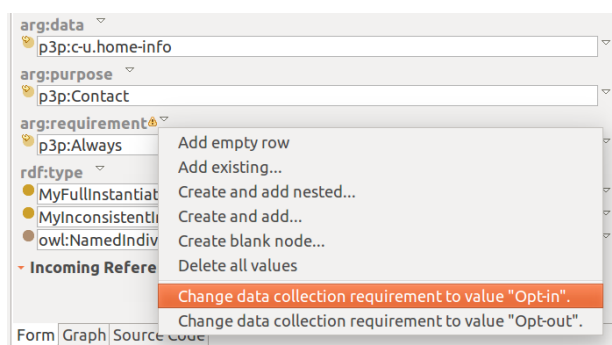 arg:data
p3p:c-u.home-info
arg:purpose
p3p:Contact
arg:requirement
p3p:Always
Add empty row
Add existing...
rdf:type
Create and add nested...
MyFullInstantiat
Create and add...
MyInconsistentI
Create blank node...
owl:NamedIndiv
Delete all values
Incoming Refere
Change data collection requirement to value "Opt-in".
Change data collection requirement to value "Opt-out".
Form Graph Source Code